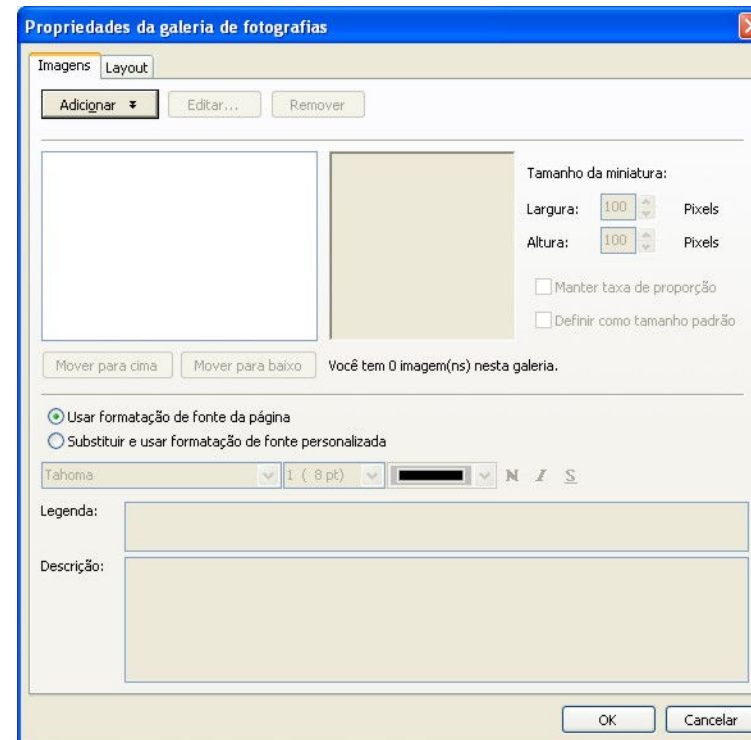 Propriedades da galeria de fotografias
Imagens Layout
Adicionar Editar... Remover
Tamanho da miniatura:
Largura: 100 Pixels
Altura: 100 Pixels
Manter taxa de proporção
Definir como tamanho padrão
Mover para cima Mover para baixo Você tem 0 imagem(ns) nesta galeria.
Usar formatação de fonte da página
Substituir e usar formatação de fonte personalizada
Tahoma 1 ( 8 pt) N I S
Legenda:
Descrição:
OK Cancelar